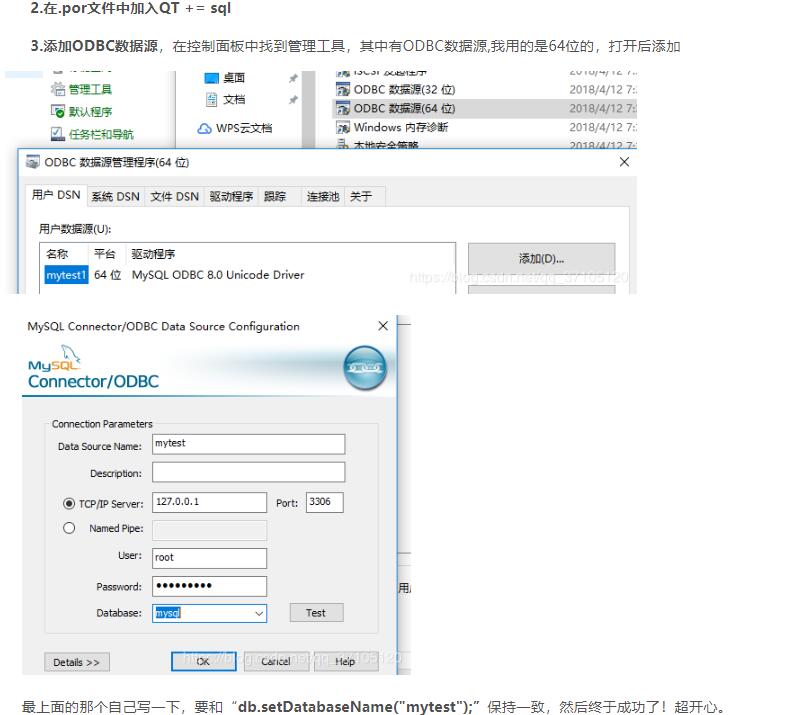 2.在.por文件中加入QT += sql
3.添加ODBC数据源，在控制面板中找到管理工具，其中有ODBC数据源,我用的是64位的，打开后添加
管理工具
默认程序
任务栏和导航
桌面
文档
WPS云文档
iSCSI 发起程序 2018/4/12 7:
ODBC 数据源(32 位) 2018/4/12 7:
ODBC 数据源(64 位) 2018/4/12 7:
Windows 内存诊断 2018/4/12 7:
本地安全策略 2018/4/12 7:
ODBC 数据源管理程序(64 位)
用户 DSN 系统 DSN 文件 DSN 驱动程序 跟踪 连接池 关于
用户数据源(U):
名称 平台 驱动程序
mytest1 64 位 MySQL ODBC 8.0 Unicode Driver
添加(D)...
https://blog.csdn.net/qq_37105120
MySQL Connector/ODBC Data Source Configuration
MySQL
Connector/ODBC
Connection Parameters
Data Source Name: mytest
Description:
TCP/IP Server: 127.0.0.1 Port: 3306
Named Pipe:
User: root
Password:
Database: mysql Test
Details >> OK Cancel Help
最上面的那个自己写一下，要和“db.setDatabaseName("mytest");”保持一致，然后终于成功了！超开心。